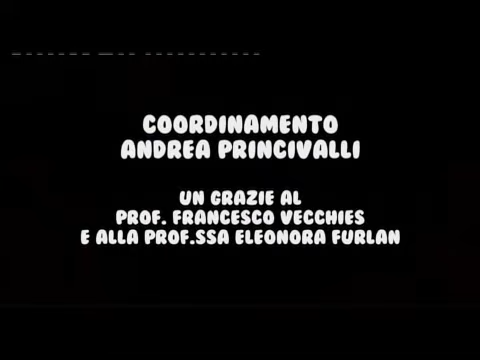 COORDINAMENTO
ANDREA PRINCIVALLI
UN GRAZIE AL
PROF. FRANCESCO VECCHIES
E ALLA PROF.SSA ELEONORA FURLAN